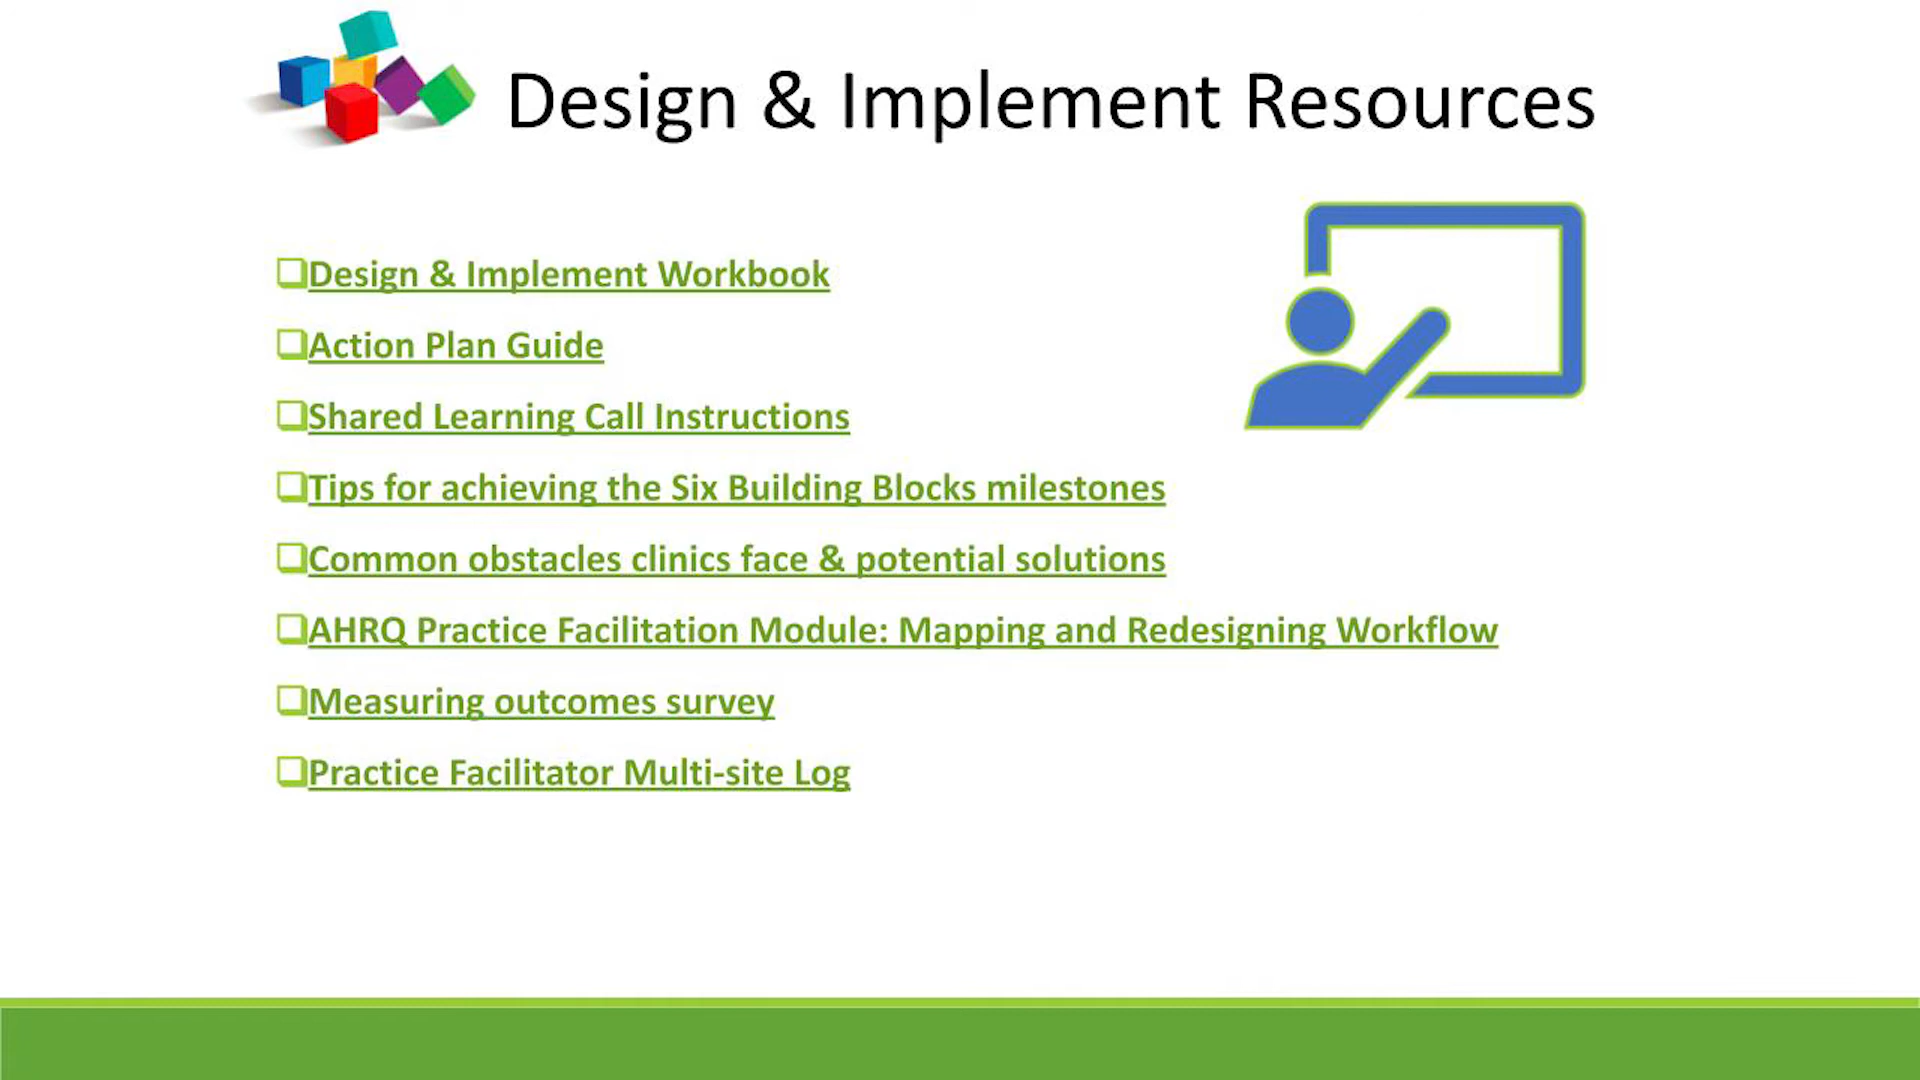 Design & Implement Resources
Design & Implement Workbook
Action Plan Guide
Shared Learning Call Instructions
Tips for achieving the Six Building Blocks milestones
Common obstacles clinics face & potential solutions
AHRQ Practice Facilitation Module: Mapping and Redesigning Workflow
Measuring outcomes survey
Practice Facilitator Multi-site Log